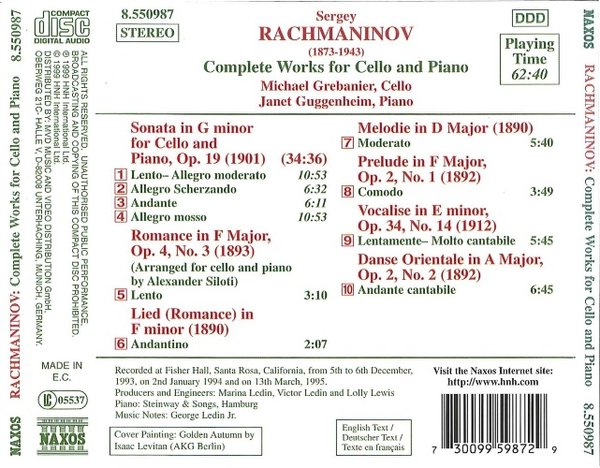 8.550987
RACHMANINOV: Complete Works for Cello and Piano
NAXOS
COMPACT
disc
DIGITAL AUDIO
ALL RIGHTS RESERVED. UNAUTHORISED PUBLIC PERFORMANCE,
BROADCASTING AND COPYING OF THIS COMPACT DISC PROHIBITED.
℗ 1999 HNH International Ltd.
© 1999 HNH International Ltd.
DISTRIBUTED BY: MVD MUSIC AND VIDEO DISTRIBUTION GmbH,
OBERWEG 21C- HALLE V, D-82008 UNTERHACHING, MUNICH, GERMANY.
MADE IN
E.C.
LC 05537
NAXOS
8.550987
STEREO
Sergey
RACHMANINOV
(1873-1943)
Complete Works for Cello and Piano
Michael Grebanier, Cello
Janet Guggenheim, Piano
DDD
Playing
Time
62:40
Sonata in G minor
for Cello and
Piano, Op. 19 (1901) (34:36)
1 Lento– Allegro moderato 10:53
2 Allegro Scherzando 6:32
3 Andante 6:11
4 Allegro mosso 10:53
Romance in F Major,
Op. 4, No. 3 (1893)
(Arranged for cello and piano
by Alexander Siloti)
5 Lento 3:10
Lied (Romance) in
F minor (1890)
6 Andantino 2:07
Melodie in D Major (1890)
7 Moderato 5:40
Prelude in F Major,
Op. 2, No. 1 (1892)
8 Comodo 3:49
Vocalise in E minor,
Op. 34, No. 14 (1912)
9 Lentamente– Molto cantabile 5:45
Danse Orientale in A Major,
Op. 2, No. 2 (1892)
10 Andante cantabile 6:45
Recorded at Fisher Hall, Santa Rosa, California, from 5th to 6th December,
1993, on 2nd January 1994 and on 13th March, 1995.
Producers and Engineers: Marina Ledin, Victor Ledin and Lolly Lewis
Piano: Steinway & Songs, Hamburg
Music Notes: George Ledin Jr.
Cover Painting: Golden Autumn by
Isaac Levitan (AKG Berlin)
English Text /
Deutscher Text /
Texte en français
Visit the Naxos Internet site:
http://www.hnh.com
7 30099 59872 9
NAXOS
RACHMANINOV: Complete Works for Cello and Piano
8.550987